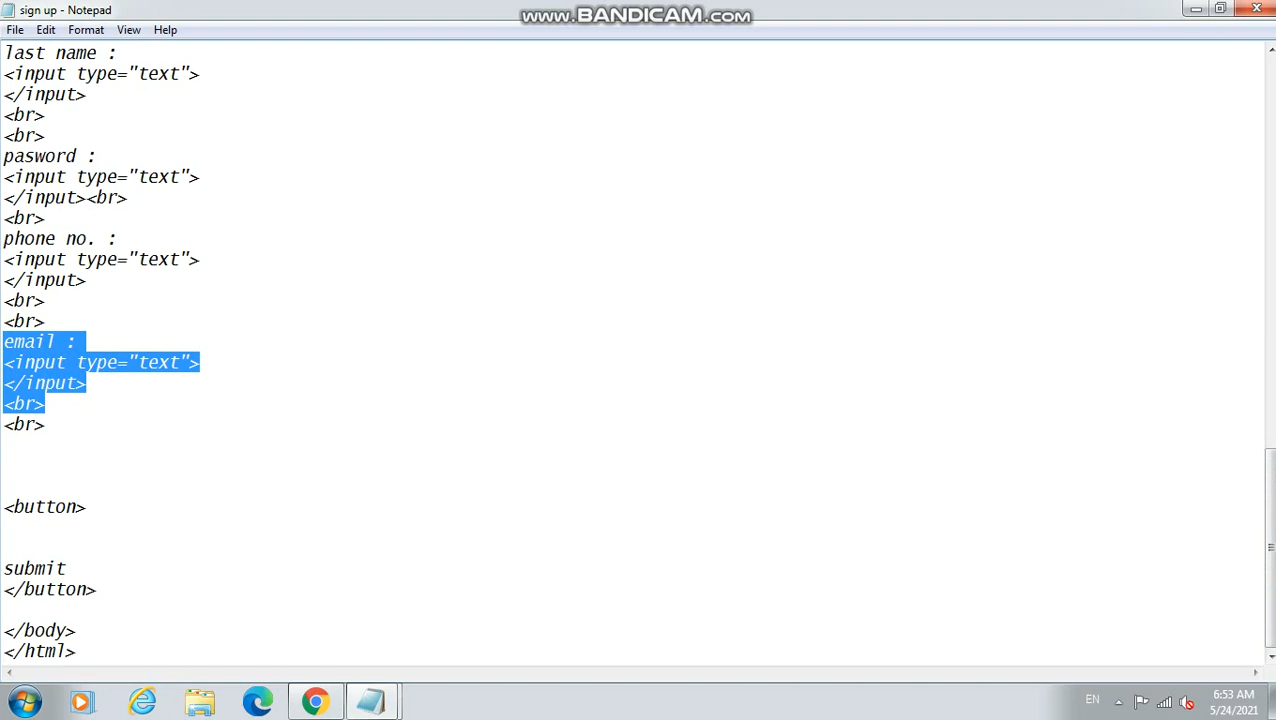 sign up - Notepad
www.BANDICAM.com
File Edit Format View Help
last name :
<input type="text">
</input>
<br>
<br>
pasword :
<input type="text">
</input><br>
<br>
phone no. :
<input type="text">
</input>
<br>
<br>
email :
<input type="text">
</input>
<br>
<br>
<button>
submit
</button>
</body>
</html>
EN
6:53 AM
5/24/2021